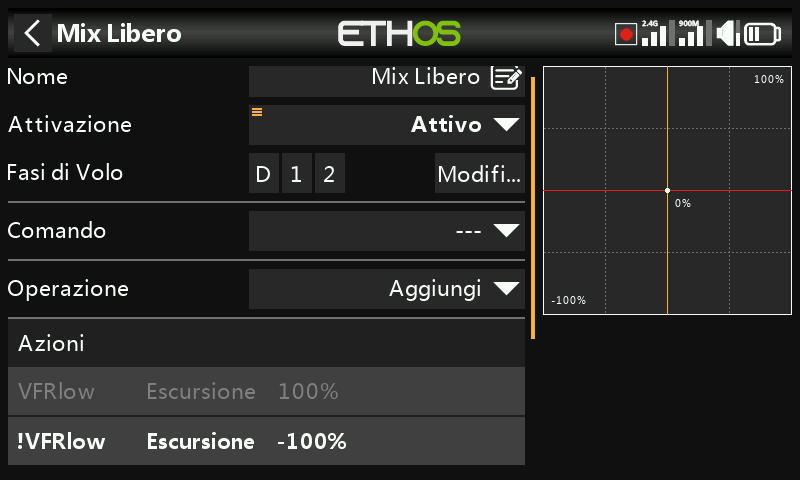 Mix Libero
ETHOS
2.4G
900M
Nome
Mix Libero
Attivazione
Attivo
Fasi di Volo
D 1 2
Modifi...
Comando
---
Operazione
Aggiungi
Azioni
VFRlow Escursione 100%
!VFRlow Escursione -100%
100%
0%
-100%